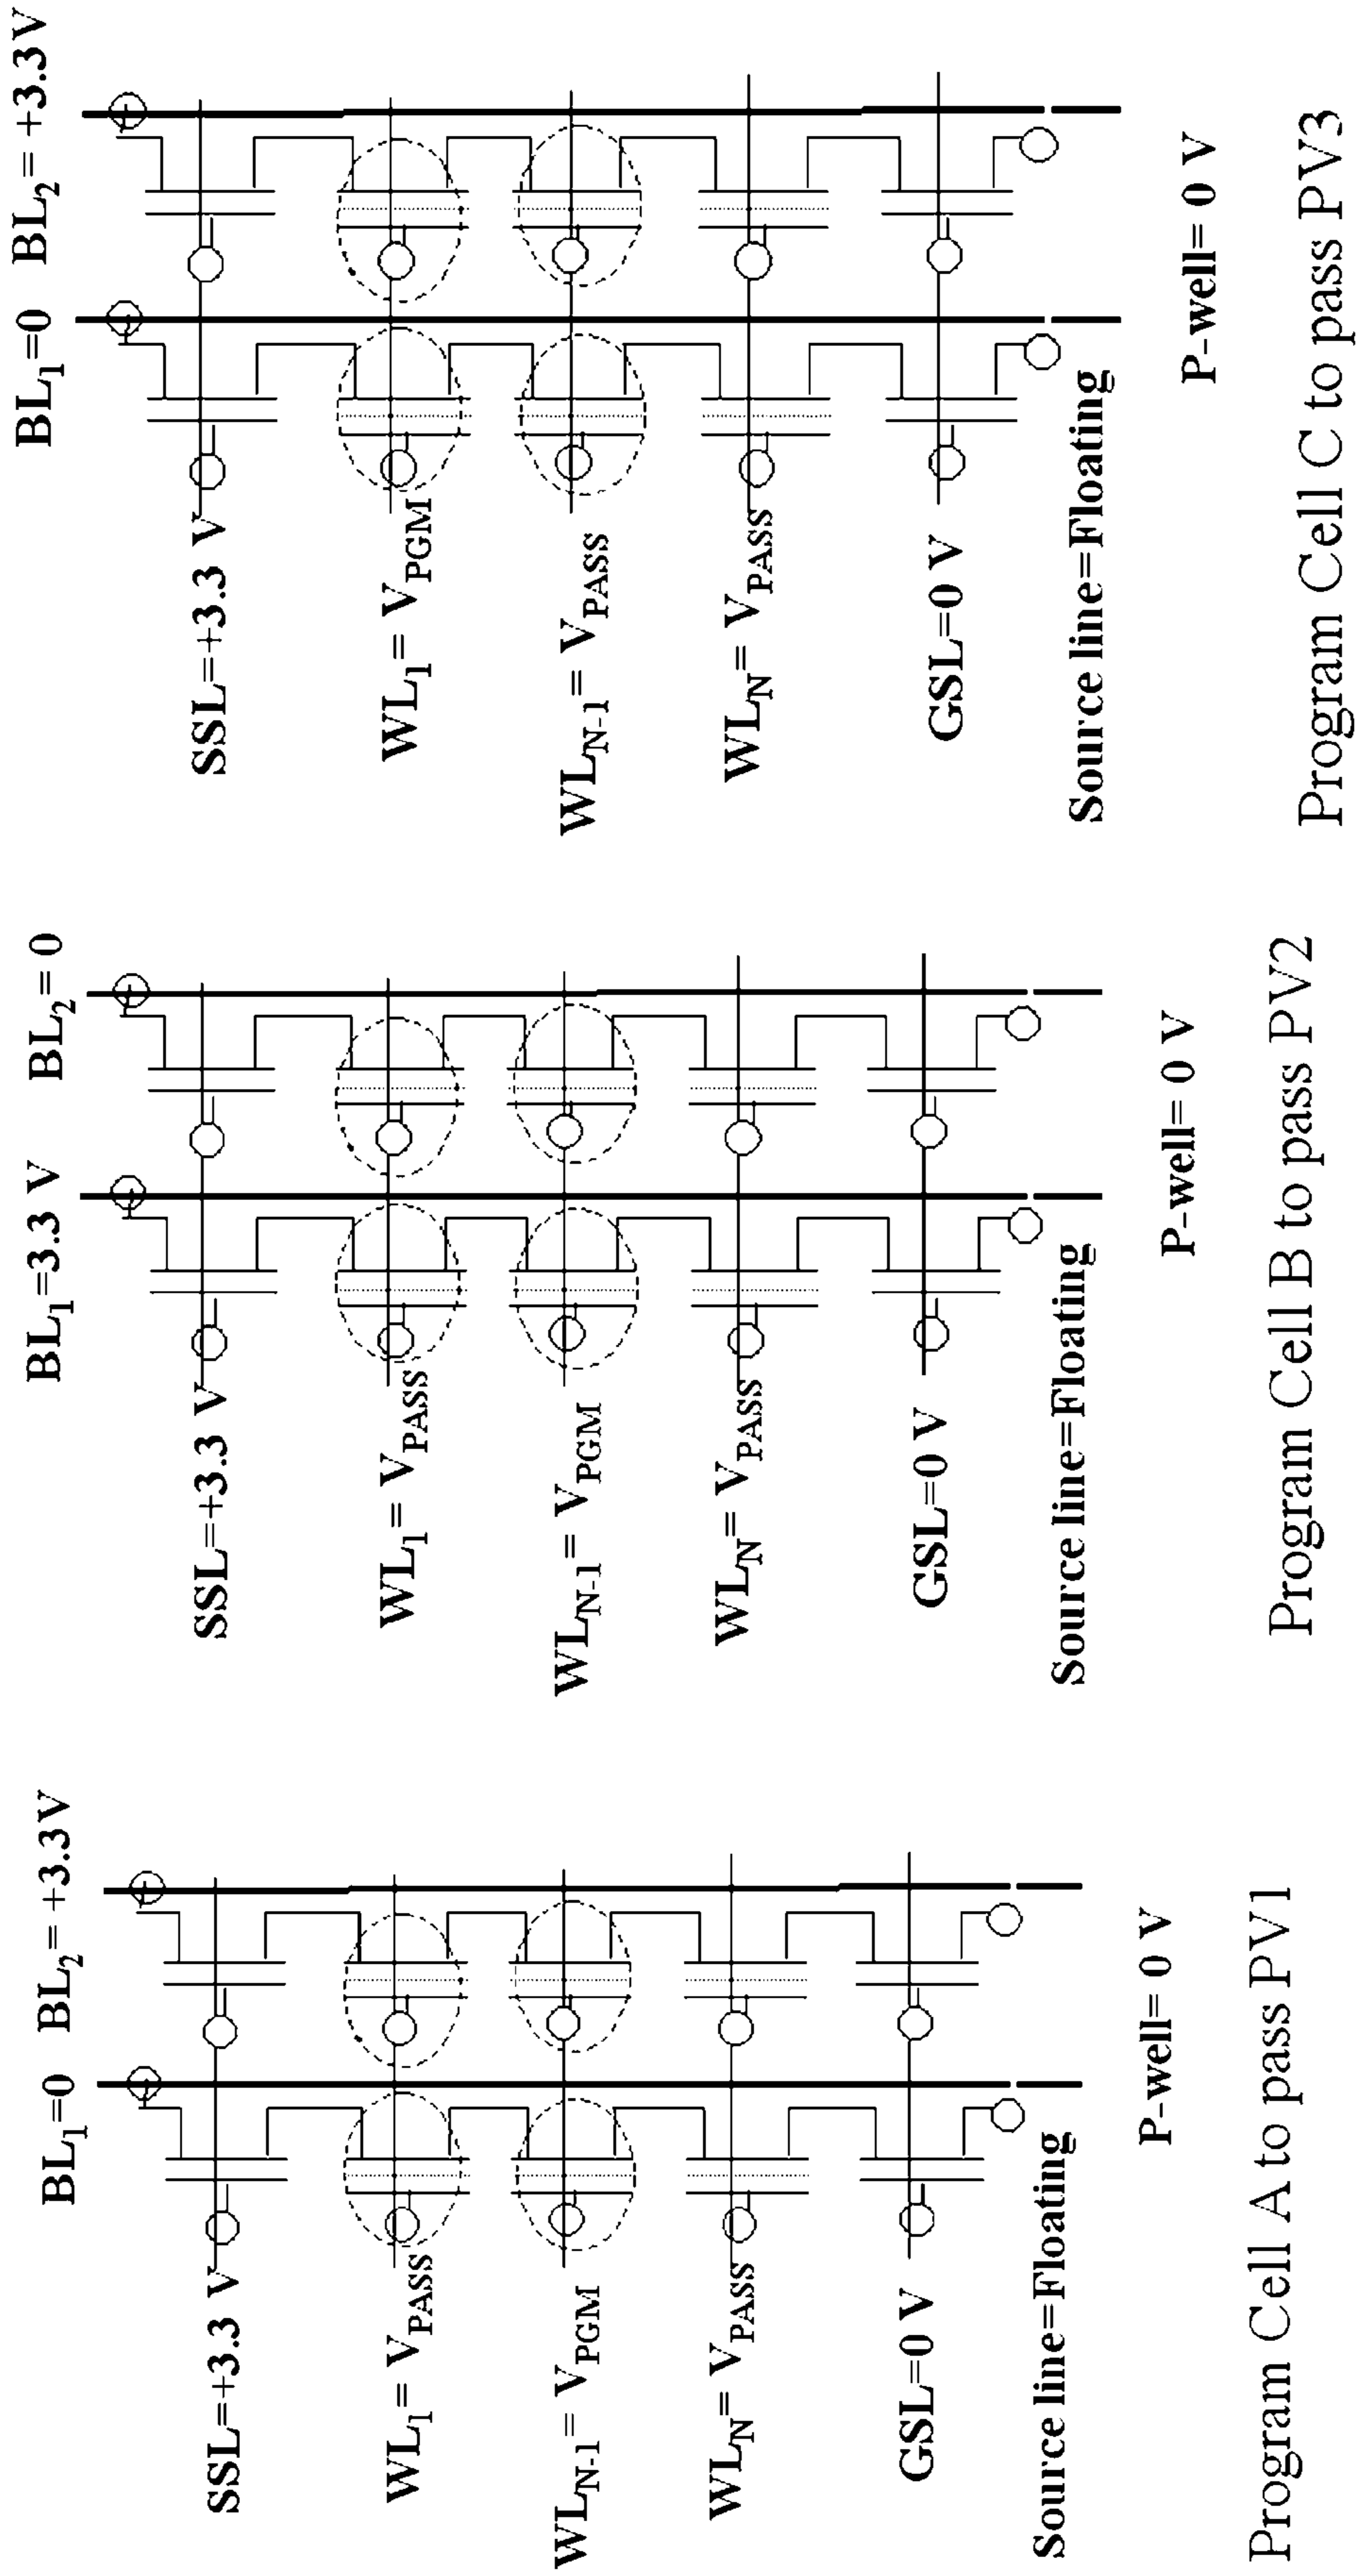 BL1=0 BL2= +3.3V
SSL=+3.3 V
WL1= VPASS
WLN-1= VPGM
WLN= VPASS
GSL=0 V
Source line=Floating
P-well= 0 V
Program Cell A to pass PV1
BL1=3.3 V BL2= 0
SSL=+3.3 V
WL1= VPASS
WLN-1= VPGM
WLN= VPASS
GSL=0 V
Source line=Floating
P-well= 0 V
Program Cell B to pass PV2
BL1=0 BL2= +3.3V
SSL=+3.3 V
WL1= VPGM
WLN-1= VPASS
WLN= VPASS
GSL=0 V
Source line=Floating
P-well= 0 V
Program Cell C to pass PV3